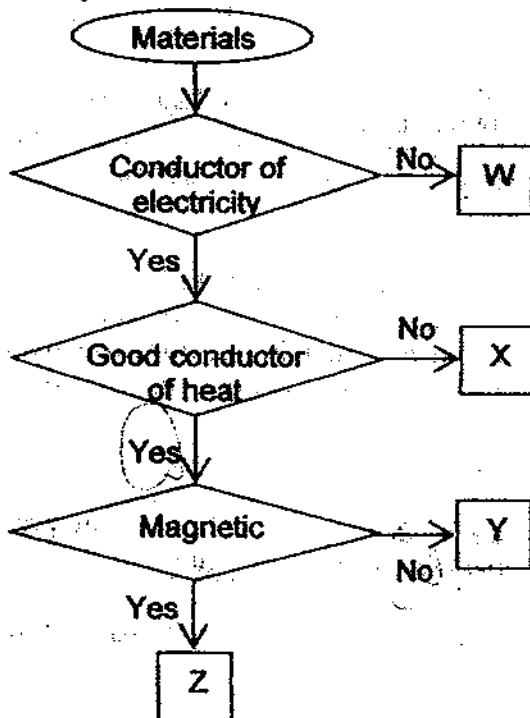 Materials
Conductor of
electricity
No
W
Yes
Good conductor
of heat
No
X
Yes
Magnetic
No
Y
Yes
Z